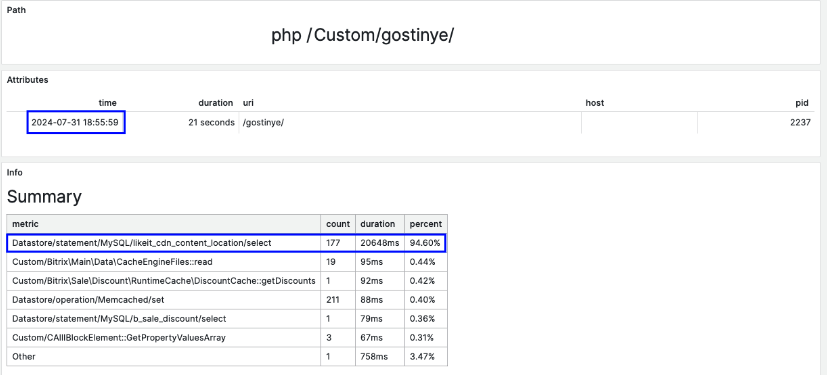 Path
php /Custom/gostinye/
Attributes
time duration uri host pid
2024-07-31 18:55:59 21 seconds /gostinye/ 2237
Info
Summary
metric count duration percent
Datastore/statement/MySQL/likeit_cdn_content_location/select 177 20648ms 94.60%
Custom/Bitrix\Main\Data\CacheEngineFiles::read 19 95ms 0.44%
Custom/Bitrix\Sale\Discount\RuntimeCache\DiscountCache::getDiscounts 1 92ms 0.42%
Datastore/operation/Memcached/set 211 88ms 0.40%
Datastore/statement/MySQL/b_sale_discount/select 1 79ms 0.36%
Custom/CAllIBlockElement::GetPropertyValuesArray 3 67ms 0.31%
Other 1 758ms 3.47%